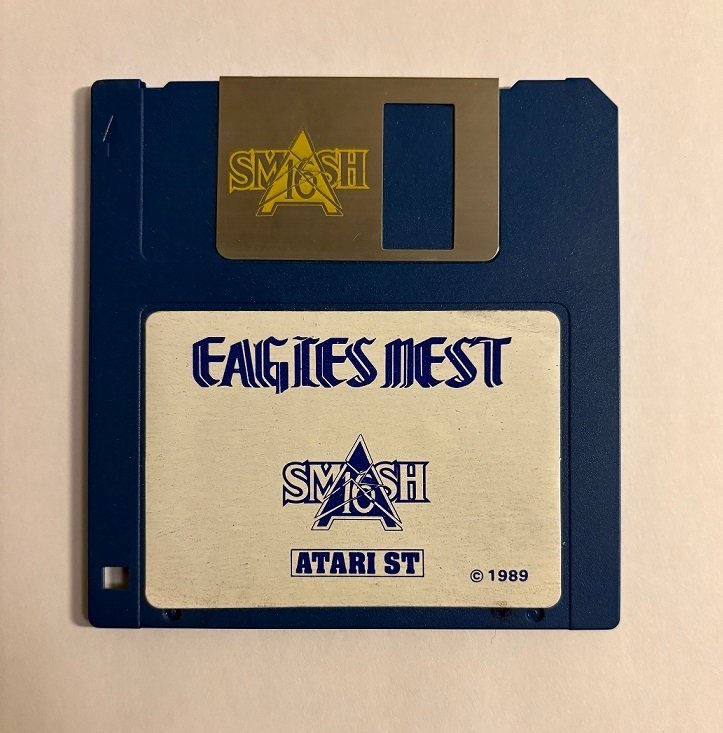 SMASH
16
EAGLES NEST
SMASH
16
ATARI ST
© 1989